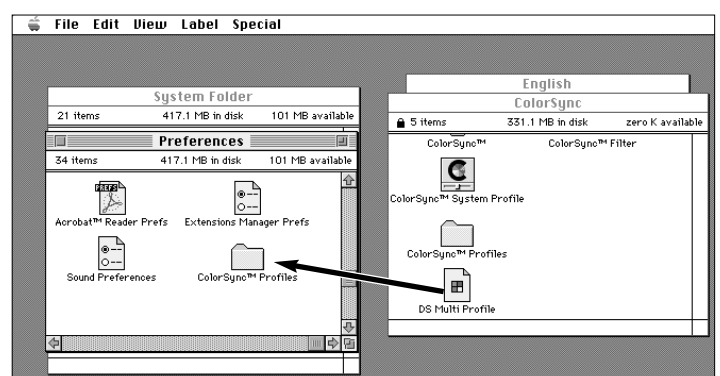 File Edit View Label Special
System Folder
21 items 417.1 MB in disk 101 MB available
Preferences
34 items 417.1 MB in disk 101 MB available
PREFS
Acrobat™ Reader Prefs Extensions Manager Prefs
Sound Preferences ColorSync™ Profiles
English
ColorSync
5 items 331.1 MB in disk zero K available
ColorSync™ ColorSync™ Filter
ColorSync™ System Profile
ColorSync™ Profiles
DS Multi Profile